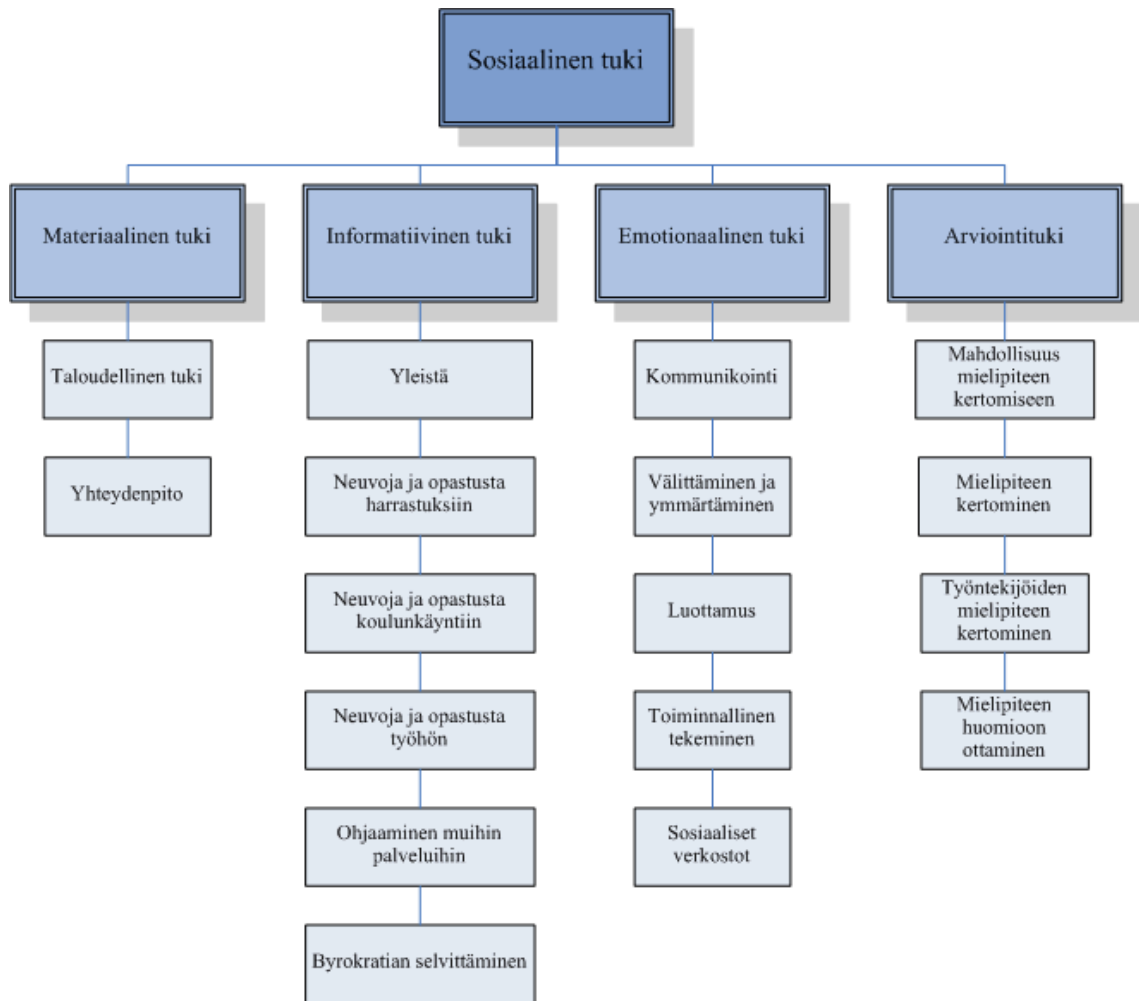 Sosiaalinen tuki
Materiaalinen tuki
Informatiivinen tuki
Emotionaalinen tuki
Arviointituki
Taloudellinen tuki
Yhteydenpito
Yleistä
Neuvoja ja opastusta
harrastuksiin
Neuvoja ja opastusta
koulunkäyntiin
Neuvoja ja opastusta
työhön
Ohjaaminen muihin
palveluihin
Byrokratian selvittäminen
Kommunikointi
Välittäminen ja
ymmärtäminen
Luottamus
Toiminnallinen
tekeminen
Sosiaaliset
verkostot
Mahdollisuus
mielipiteen
kertomiseen
Mielipiteen
kertominen
Työntekijöiden
mielipiteen
kertominen
Mielipiteen
huomioon
ottaminen